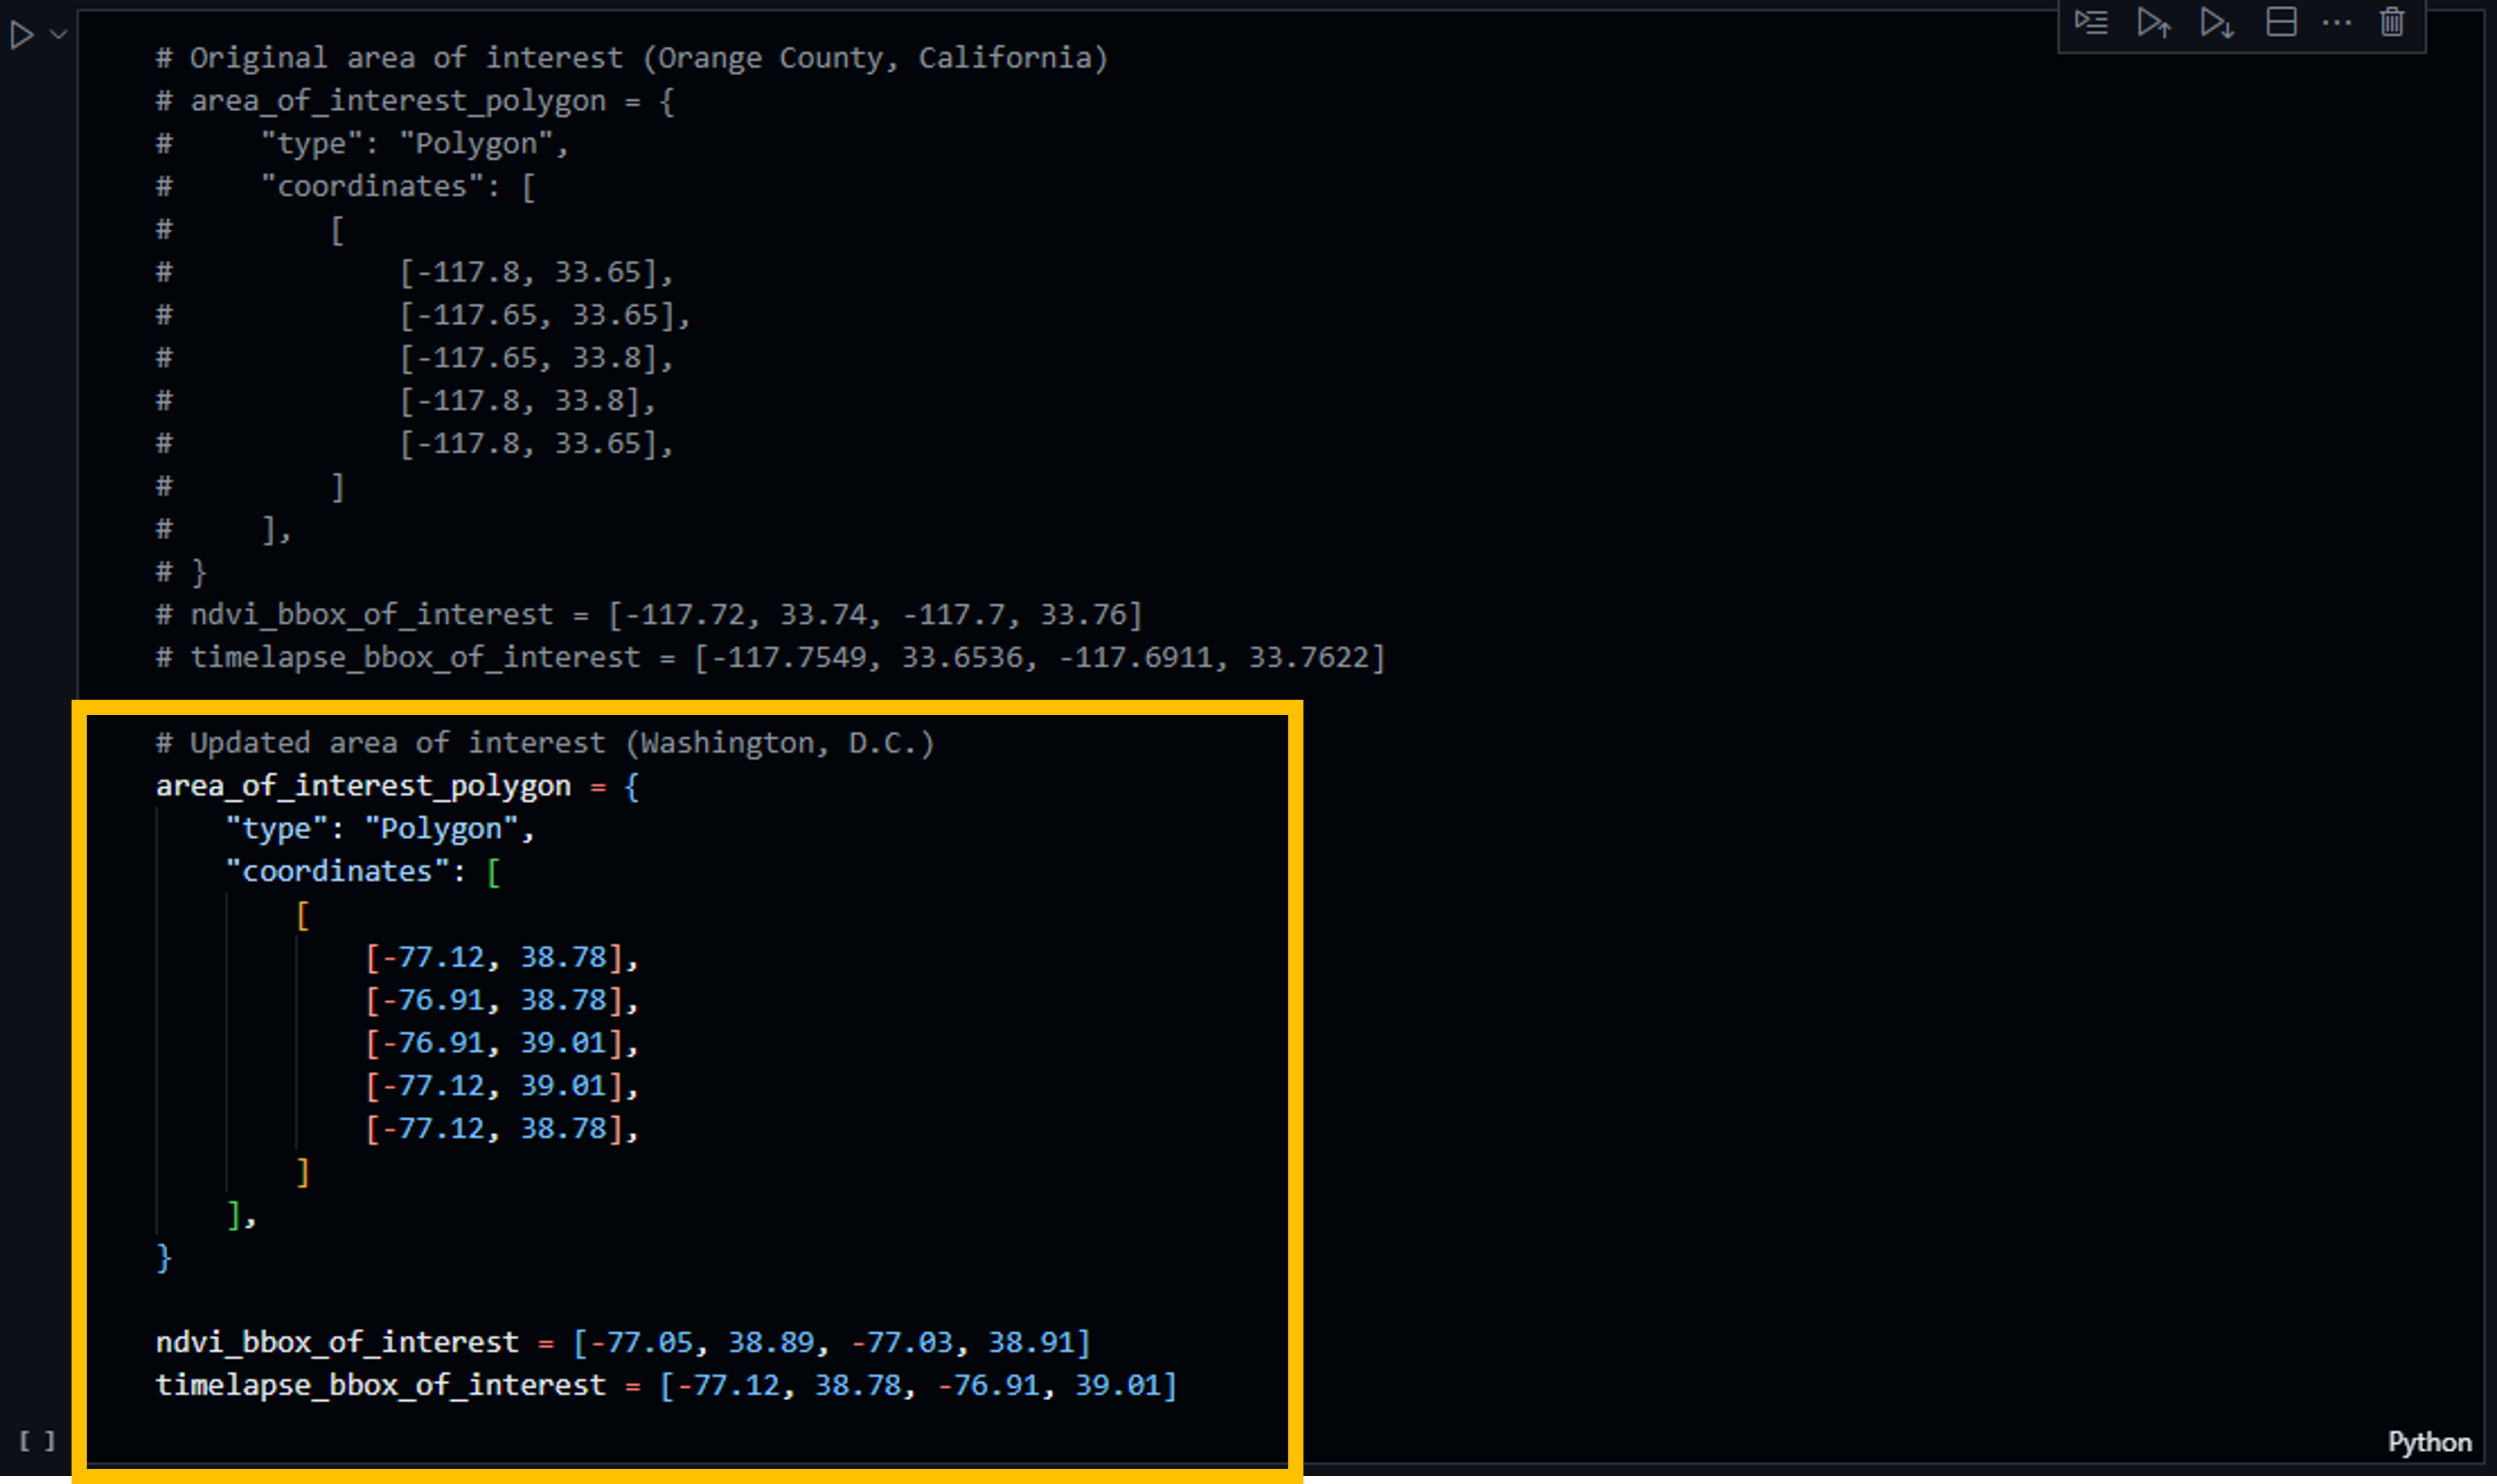 # Original area of interest (Orange County, California)
# area_of_interest_polygon = {
#     "type": "Polygon",
#     "coordinates": [
#         [
#             [-117.8, 33.65],
#             [-117.65, 33.65],
#             [-117.65, 33.8],
#             [-117.8, 33.8],
#             [-117.8, 33.65],
#         ]
#     ],
# }
# ndvi_bbox_of_interest = [-117.72, 33.74, -117.7, 33.76]
# timelapse_bbox_of_interest = [-117.7549, 33.6536, -117.6911, 33.7622]

# Updated area of interest (Washington, D.C.)
area_of_interest_polygon = {
    "type": "Polygon",
    "coordinates": [
        [
            [-77.12, 38.78],
            [-76.91, 38.78],
            [-76.91, 39.01],
            [-77.12, 39.01],
            [-77.12, 38.78],
        ]
    ],
}

ndvi_bbox_of_interest = [-77.05, 38.89, -77.03, 38.91]
timelapse_bbox_of_interest = [-77.12, 38.78, -76.91, 39.01]
[ ]
Python